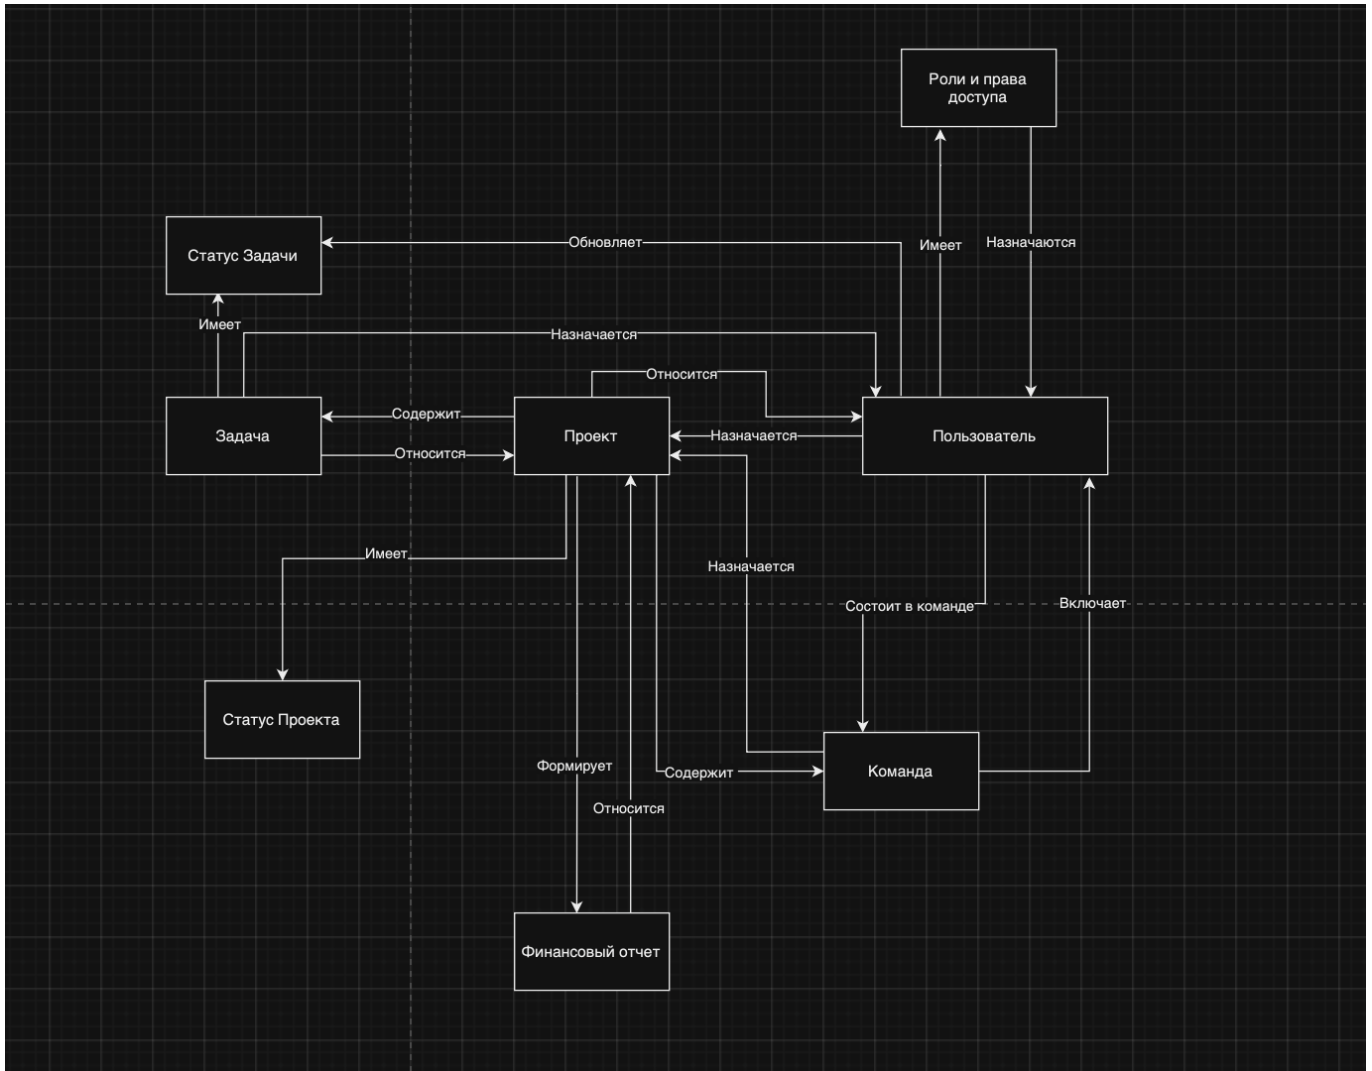 Роли и права
доступа
Обновляет
Имеет
Назначаются
Статус Задачи
Имеет
Назначается
Относится
Содержит
Задача
Проект
Назначается
Пользователь
Относится
Имеет
Назначается
Состоит в команде
Включает
Статус Проекта
Формирует
Содержит
Команда
Относится
Финансовый отчет